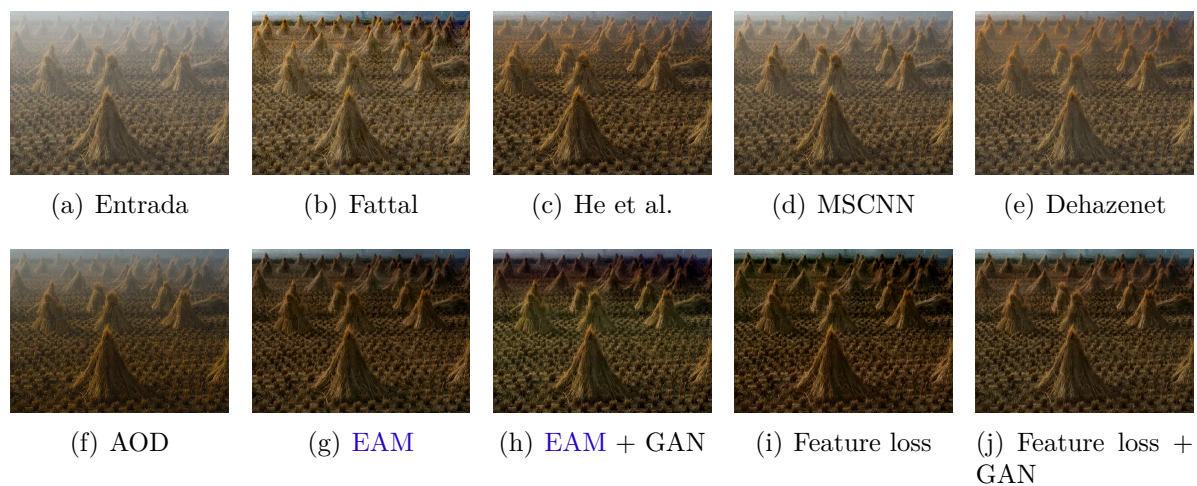 (a) Entrada
(b) Fattal
(c) He et al.
(d) MSCNN
(e) Dehazenet
(f) AOD
(g) EAM
(h) EAM + GAN
(i) Feature loss
(j) Feature loss +
GAN